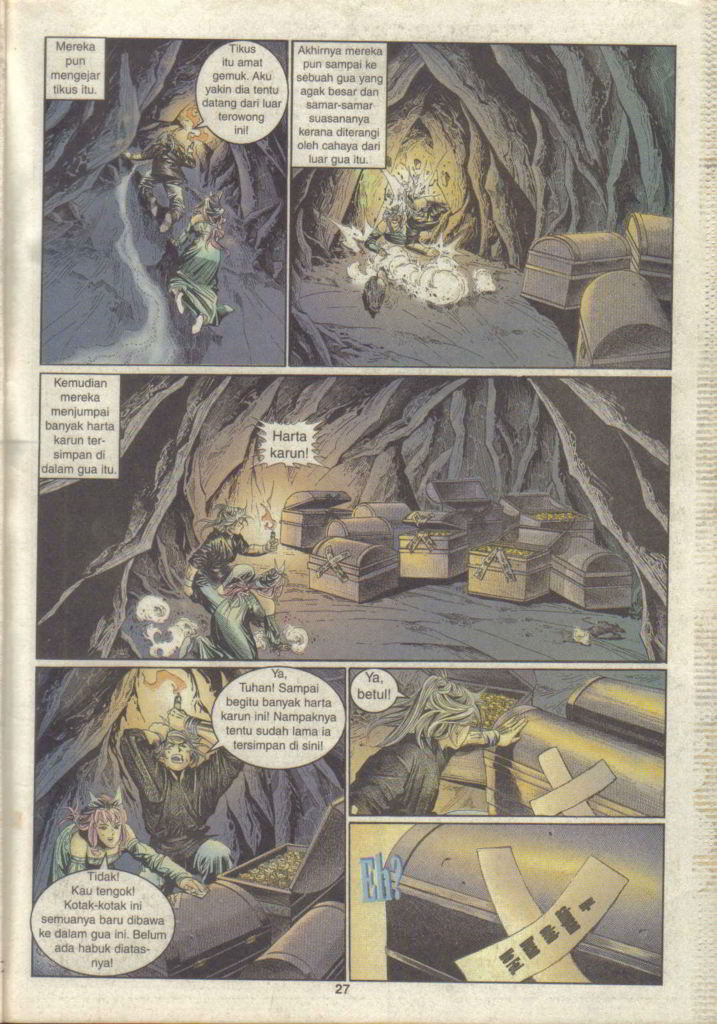 Mereka
pun
mengejar
tikus itu.
Tikus
itu amat
gemuk. Aku
yakin dia tentu
datang dari luar
terowong
ini!
Akhirnya mereka
pun sampai ke
sebuah gua yang
agak besar dan
samar-samar
suasananya
kerana diterangi
oleh cahaya dari
luar gua itu.
Kemudian
mereka
menjumpai
banyak harta
karun ter-
simpan di
dalam gua itu.
Harta
karun!
Ya,
Tuhan! Sampai
begitu banyak harta
karun ini! Nampaknya
tentu sudah lama ia
tersimpan di sini!
Tidak!
Kau tengok!
Kotak-kotak ini
semuanya baru dibawa
ke dalam gua ini. Belum
ada habuk diatas-
nya!
Ya,
betul!
Eh?
27